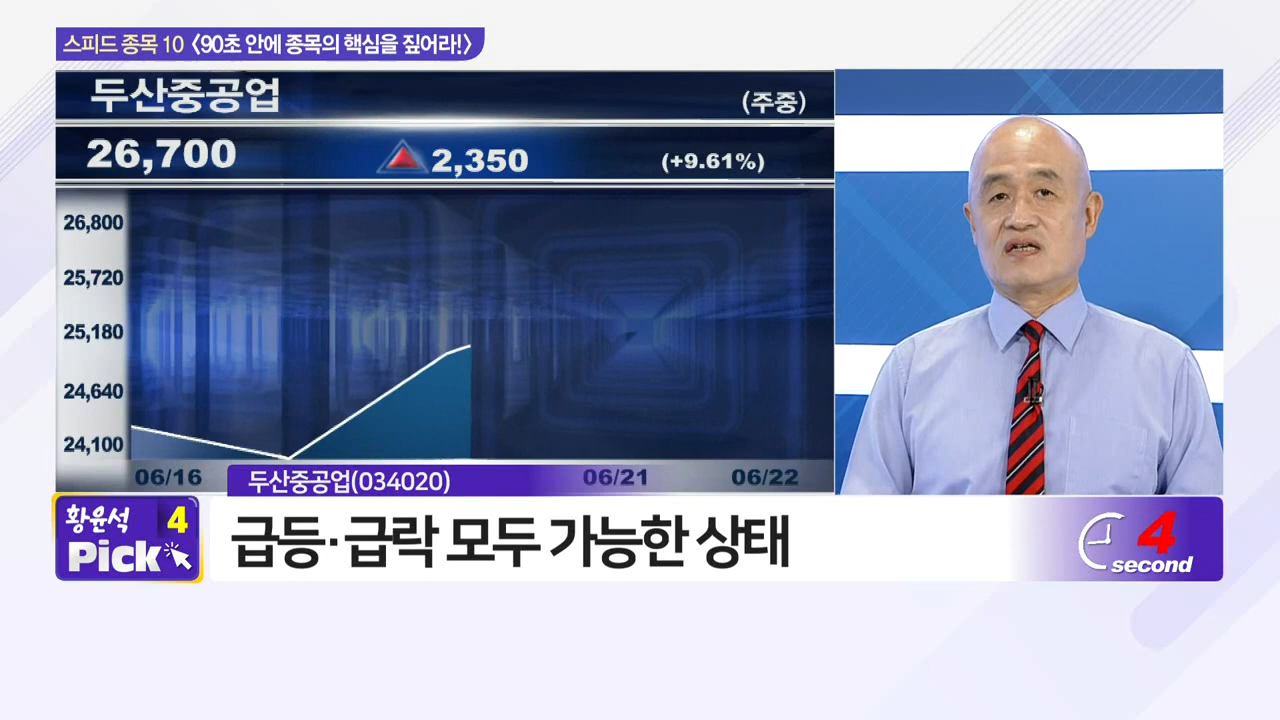 스피드 종목 10 〈90초 안에 종목의 핵심을 짚어라!〉
두산중공업
(주중)
26,700 ▲ 2,350 (+9.61%)
26,800
25,720
25,180
24,640
24,100
06/16
06/21
06/22
두산중공업(034020)
황윤석 4
Pick
급등·급락 모두 가능한 상태
4
second